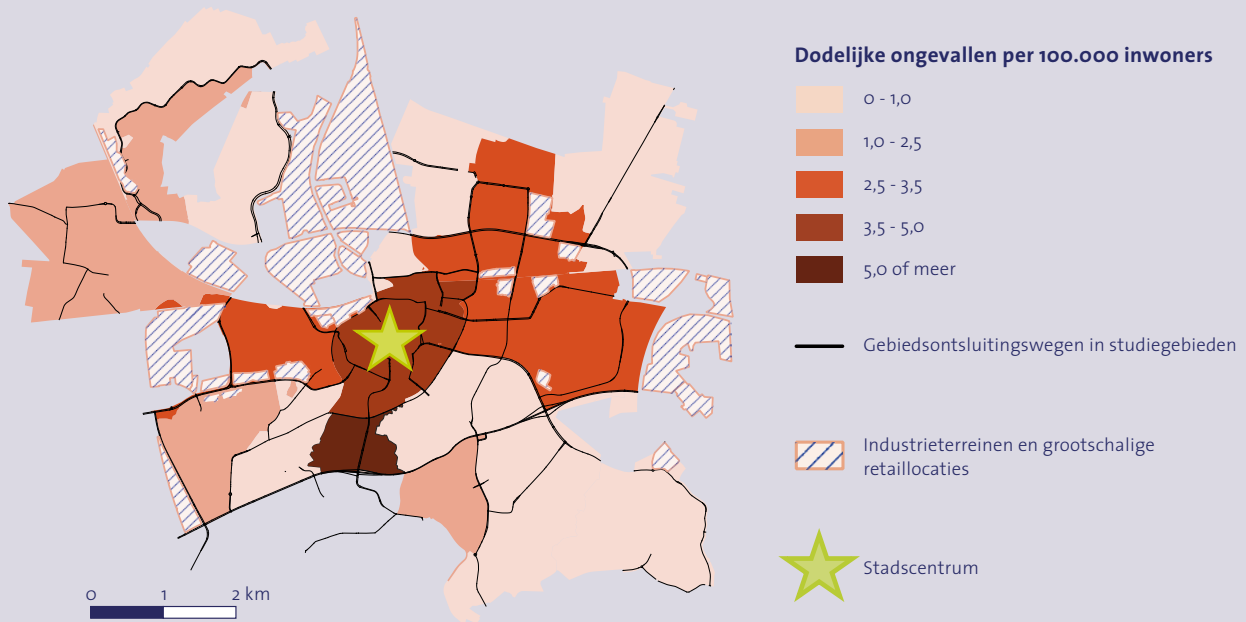 Dodelijke ongevallen per 100.000 inwoners
0 - 1,0
1,0 - 2,5
2,5 - 3,5
3,5 - 5,0
5,0 of meer
Gebiedsontsluitingswegen in studiegebieden
Industrieterreinen en grootschalige
retaillocaties
Stadscentrum
0 1 2 km